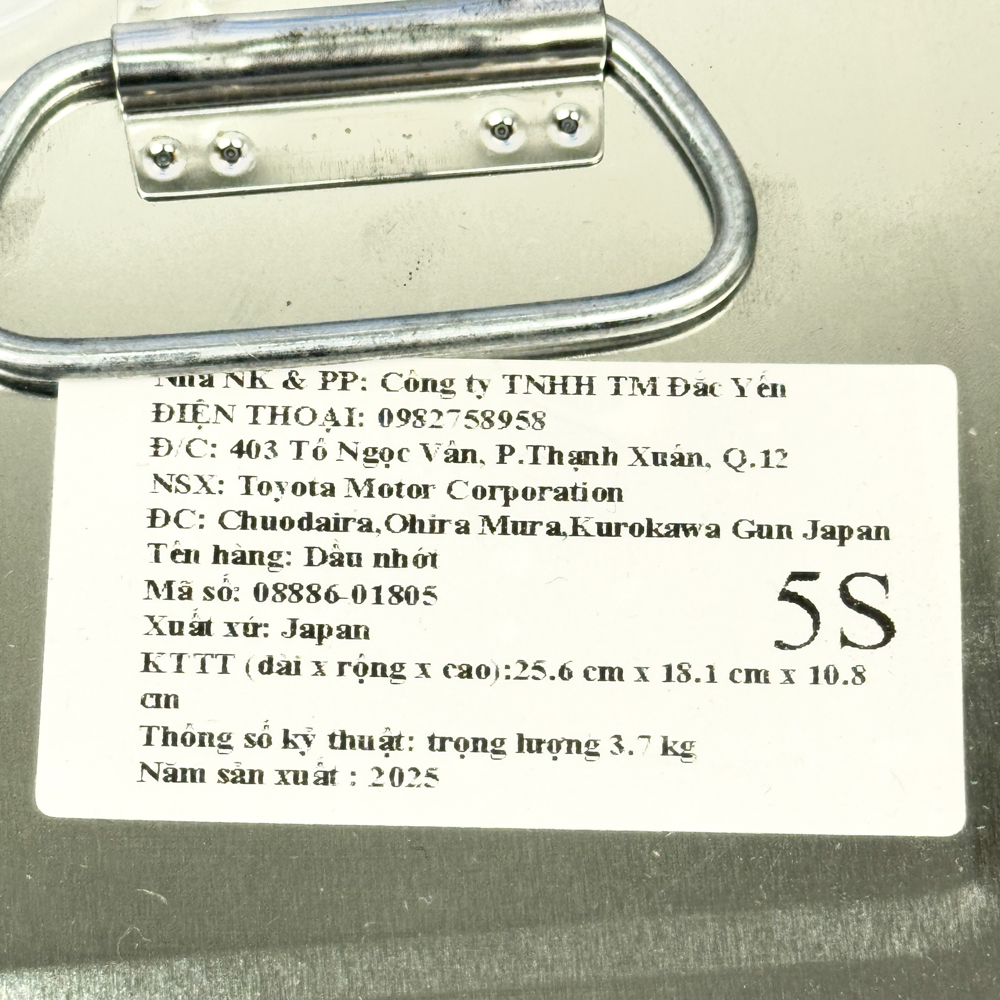 Nhà NK & PP: Công ty TNHH TM Đắc Yến
ĐIỆN THOẠI: 0982758958
Đ/C: 403 Tô Ngọc Vân, P.Thạnh Xuân, Q.12
NSX: Toyota Motor Corporation
ĐC: Chuodaira,Ohira Mura,Kurokawa Gun Japan
Tên hàng: Dầu nhớt
Mã số: 08886-01805
5S
Xuất xứ: Japan
KTTT (dài x rộng x cao):25.6 cm x 18.1 cm x 10.8
cm
Thông số kỹ thuật: trọng lượng 3.7 kg
Năm sản xuất : 2025